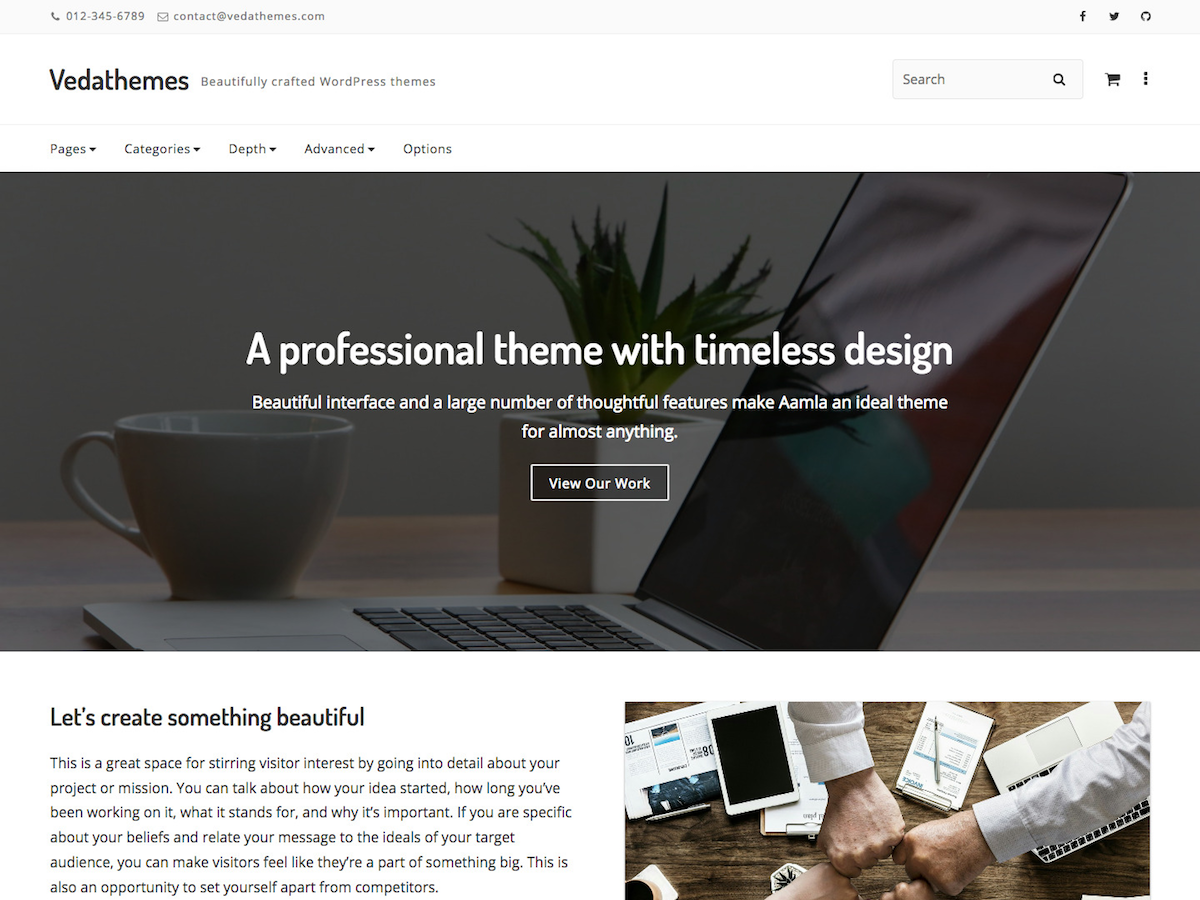 012-345-6789 contact@vedathemes.com
Vedathemes Beautifully crafted WordPress themes
Search
Pages Categories Depth Advanced Options
A professional theme with timeless design
Beautiful interface and a large number of thoughtful features make Aamla an ideal theme
for almost anything.
View Our Work
Let's create something beautiful
This is a great space for stirring visitor interest by going into detail about your
project or mission. You can talk about how your idea started, how long you've
been working on it, what it stands for, and why it's important. If you are specific
about your beliefs and relate your message to the ideals of your target
audience, you can make visitors feel like they're a part of something big. This is
also an opportunity to set yourself apart from competitors.
INVOICE